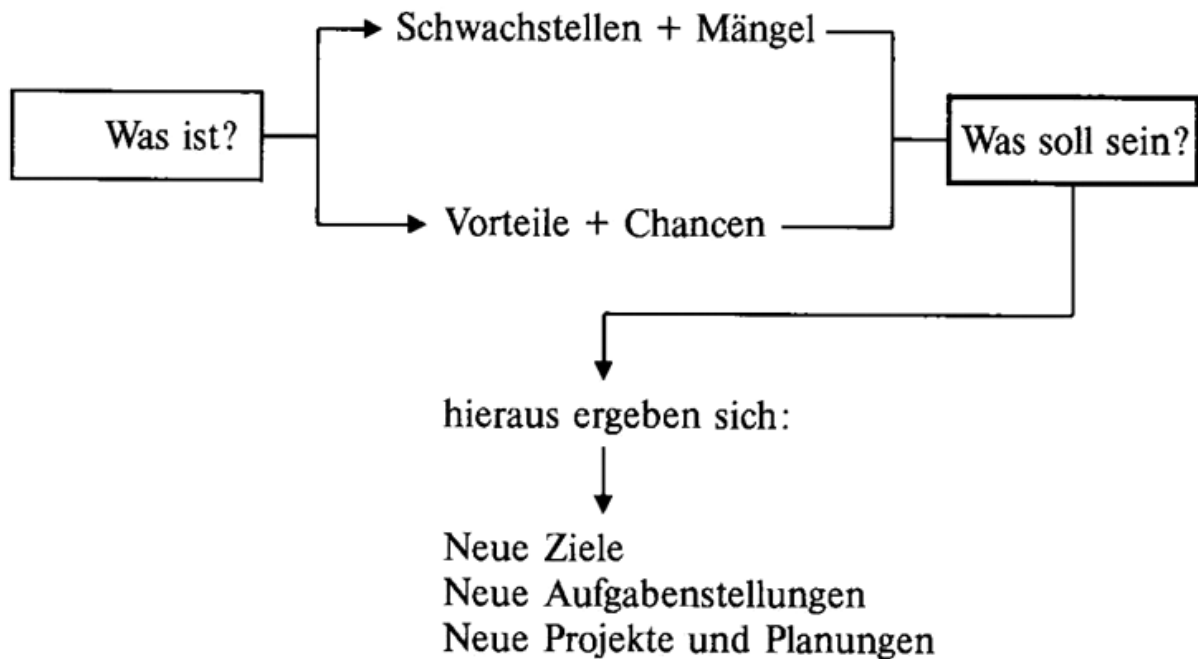 Schwachstellen + Mängel
Was ist?
Was soll sein?
Vorteile + Chancen
hieraus ergeben sich:
Neue Ziele
Neue Aufgabenstellungen
Neue Projekte und Planungen